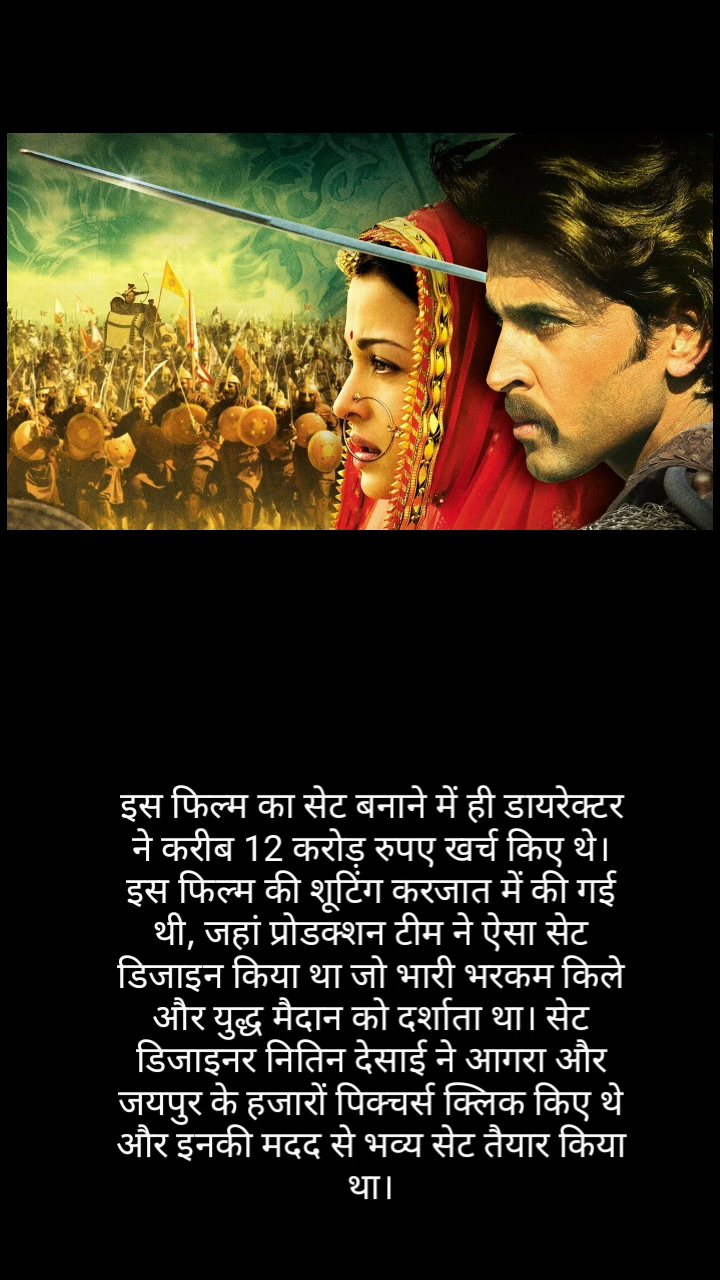 इस फिल्म का सेट बनाने में ही डायरेक्टर
ने करीब 12 करोड़ रुपए खर्च किए थे।
इस फिल्म की शूटिंग करजात में की गई
थी, जहां प्रोडक्शन टीम ने ऐसा सेट
डिजाइन किया था जो भारी भरकम किले
और युद्ध मैदान को दर्शाता था। सेट
डिजाइनर नितिन देसाई ने आगरा और
जयपुर के हजारों पिक्चर्स क्लिक किए थे
और इनकी मदद से भव्य सेट तैयार किया
था।